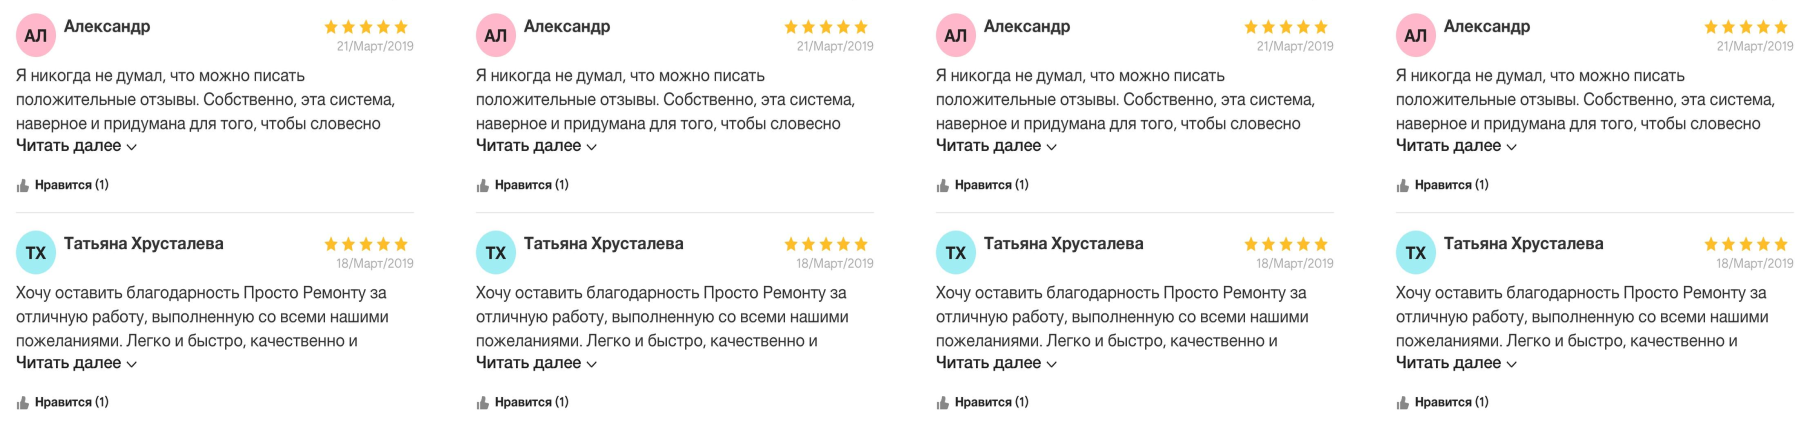 АЛ Александр
21/Март/2019
Я никогда не думал, что можно писать
положительные отзывы. Собственно, эта система,
наверное и придумана для того, чтобы словесно
Читать далее
Нравится (1)
ТХ Татьяна Хрусталева
18/Март/2019
Хочу оставить благодарность Просто Ремонту за
отличную работу, выполненную со всеми нашими
пожеланиями. Легко и быстро, качественно и
Читать далее
Нравится (1)
АЛ Александр
21/Март/2019
Я никогда не думал, что можно писать
положительные отзывы. Собственно, эта система,
наверное и придумана для того, чтобы словесно
Читать далее
Нравится (1)
ТХ Татьяна Хрусталева
18/Март/2019
Хочу оставить благодарность Просто Ремонту за
отличную работу, выполненную со всеми нашими
пожеланиями. Легко и быстро, качественно и
Читать далее
Нравится (1)
АЛ Александр
21/Март/2019
Я никогда не думал, что можно писать
положительные отзывы. Собственно, эта система,
наверное и придумана для того, чтобы словесно
Читать далее
Нравится (1)
ТХ Татьяна Хрусталева
18/Март/2019
Хочу оставить благодарность Просто Ремонту за
отличную работу, выполненную со всеми нашими
пожеланиями. Легко и быстро, качественно и
Читать далее
Нравится (1)
АЛ Александр
21/Март/2019
Я никогда не думал, что можно писать
положительные отзывы. Собственно, эта система,
наверное и придумана для того, чтобы словесно
Читать далее
Нравится (1)
ТХ Татьяна Хрусталева
18/Март/2019
Хочу оставить благодарность Просто Ремонту за
отличную работу, выполненную со всеми нашими
пожеланиями. Легко и быстро, качественно и
Читать далее
Нравится (1)